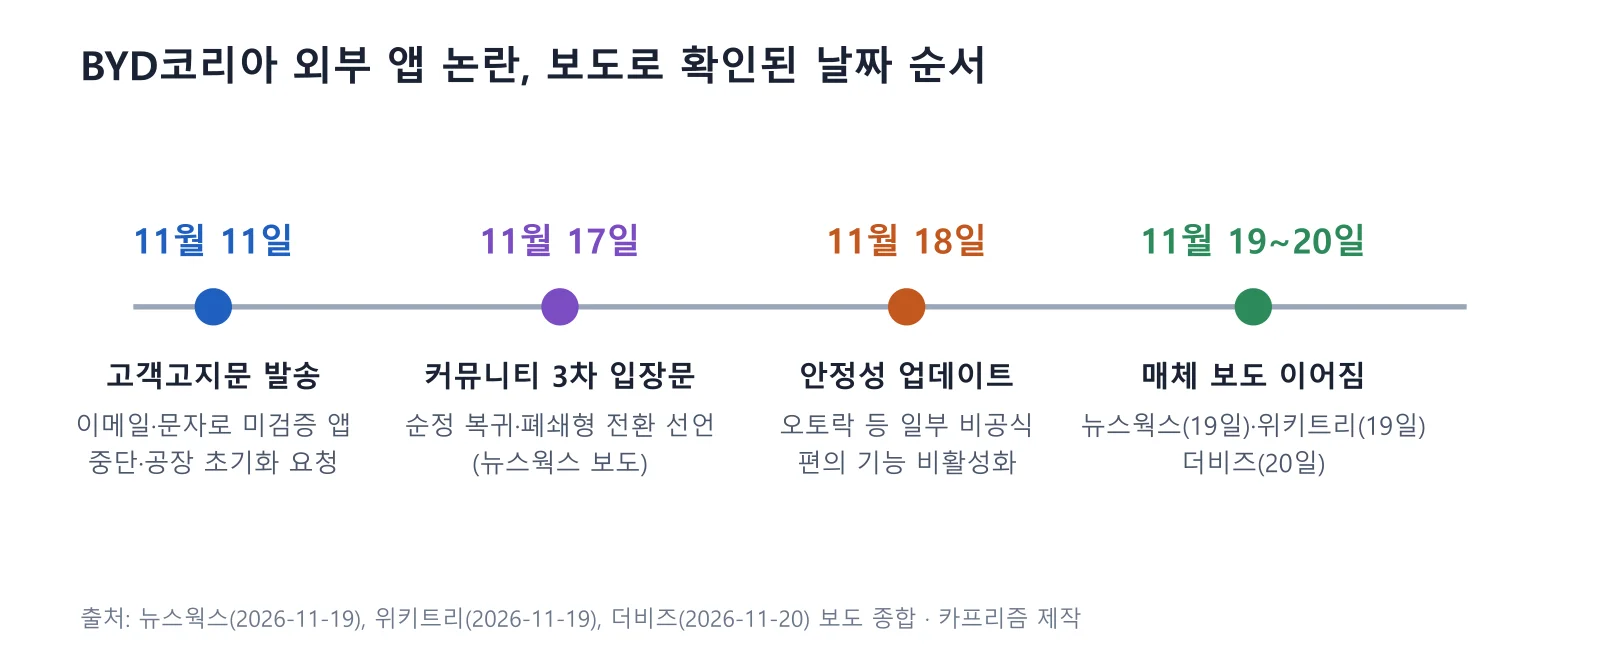 BYD코리아 외부 앱 논란, 보도로 확인된 날짜 순서
11월 11일
11월 17일
11월 18일
11월 19~20일
고객고지문 발송
커뮤니티 3차 입장문
안정성 업데이트
매체 보도 이어짐
이메일·문자로 미검증 앱
중단·공장 초기화 요청
순정 복귀·폐쇄형 전환 선언
(뉴스웍스 보도)
오토락 등 일부 비공식
편의 기능 비활성화
뉴스웍스(19일)·위키트리(19일)
더비즈(20일)
출처: 뉴스웍스(2026-11-19), 위키트리(2026-11-19), 더비즈(2026-11-20) 보도 종합 · 카프리즘 제작